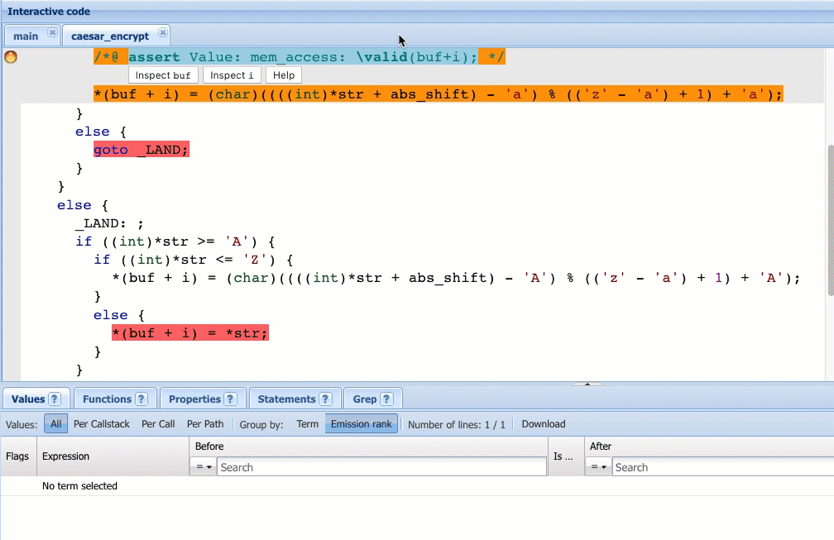 Interactive code
main caesar_encrypt
/*@ assert Value: mem_access: \valid(buf+i); */
Inspect buf Inspect i Help
*(buf + i) = (char)((((int)*str + abs_shift) - 'a') % (('z' - 'a') + 1) + 'a');
}
else {
goto _LAND;
}
}
else {
_LAND: ;
if ((int)*str >= 'A') {
if ((int)*str <= 'Z') {
*(buf + i) = (char)((((int)*str + abs_shift) - 'A') % (('z' - 'a') + 1) + 'A');
}
else {
*(buf + i) = *str;
}
}
Values ? Functions ? Properties ? Statements ? Grep ?
Values: All Per Callstack Per Call Per Path Group by: Term Emission rank Number of lines: 1 / 1 Download
Flags Expression Before Is ... After
= Search = Search
No term selected